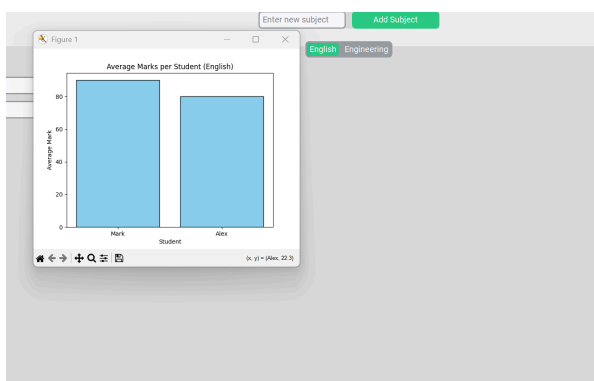 Enter new subject
Add Subject
Figure 1
English
Engineering
Average Marks per Student (English)
Average Mark
80
60
40
20
0
Mark
Alex
Student
(x, y) = (Alex, 22.3)